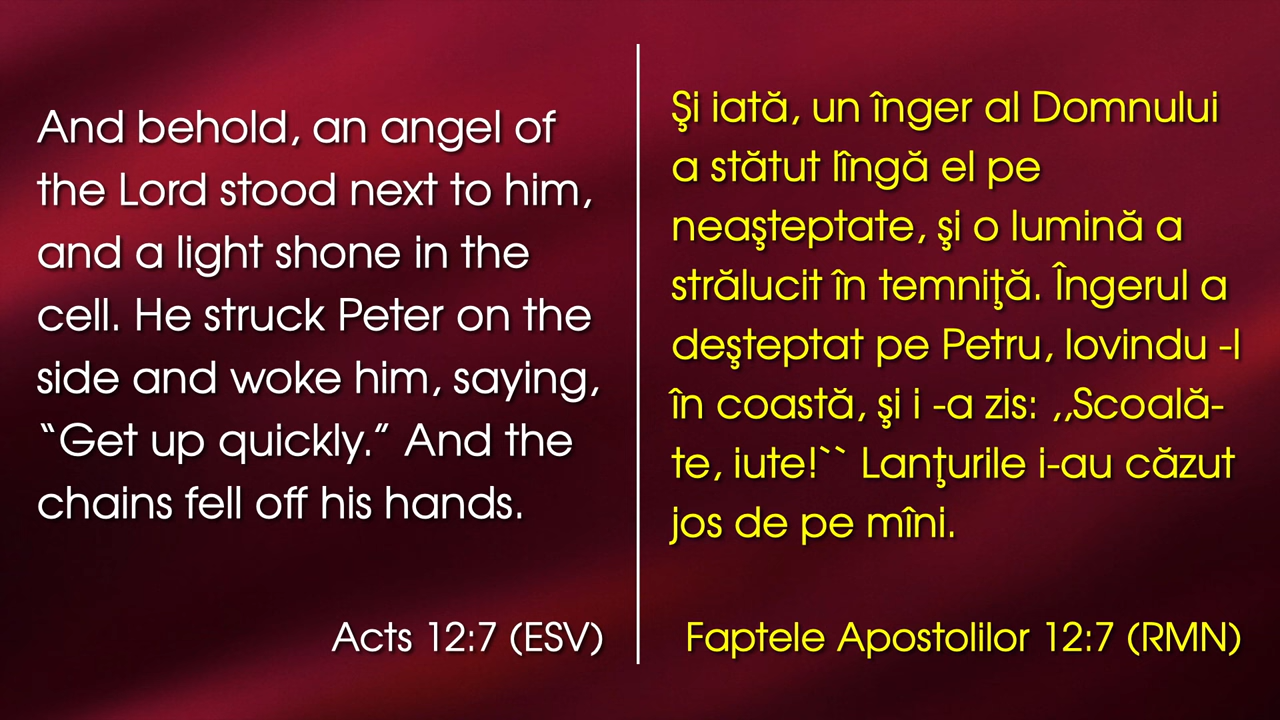 And behold, an angel of
the Lord stood next to him,
and a light shone in the
cell. He struck Peter on the
side and woke him, saying,
“Get up quickly.” And the
chains fell off his hands.
Acts 12:7 (ESV)
Şi iată, un înger al Domnului
a stătut lîngă el pe
neaşteptate, şi o lumină a
strălucit în temniţă. Îngerul a
deşteptat pe Petru, lovindu -l
în coastă, şi i -a zis: ,,Scoală-
te, iute!`` Lanţurile i-au căzut
jos de pe mîni.
Faptele Apostolilor 12:7 (RMN)